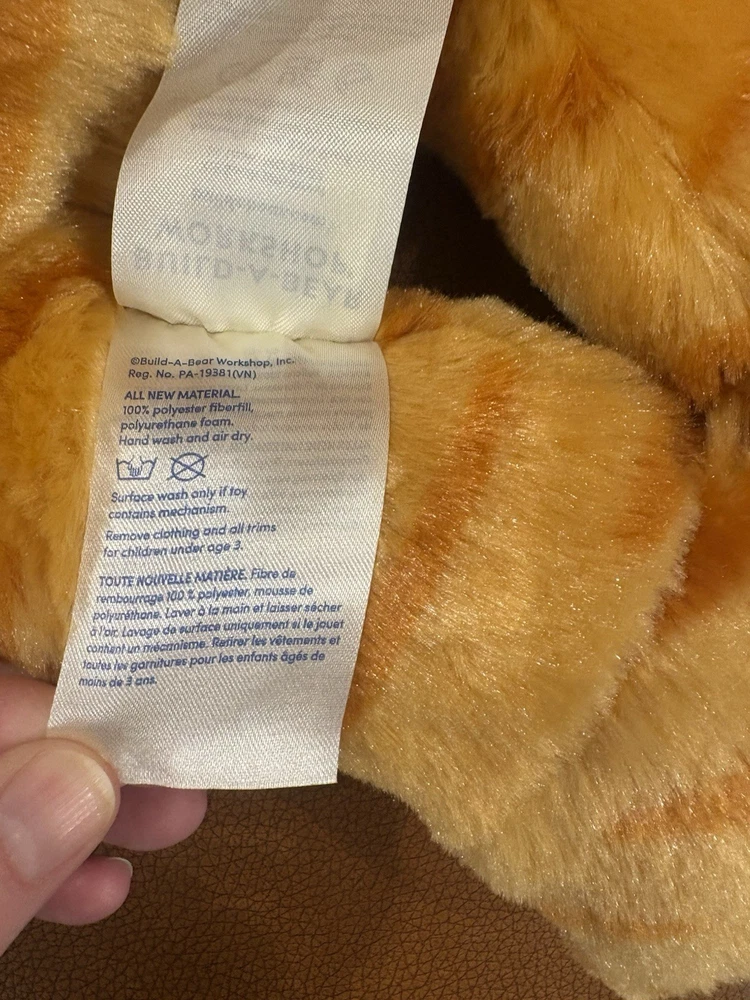 BUILD-A-BEAR
WORKSHOP
©Build-A-Bear Workshop, Inc.
Reg. No. PA-19381(VN)
ALL NEW MATERIAL.
100% polyester fiberfill,
polyurethane foam.
Hand wash and air dry.
Surface wash only if toy
contains mechanism.
Remove clothing and all trims
for children under age 3.
TOUTE NOUVELLE MATIÈRE. Fibre de
rembourrage 100 % polyester, mousse de
polyuréthane. Laver à la main et laisser sécher
à l'air. Lavage de surface uniquement si le jouet
contient un mécanisme. Retirer les vêtements et
toutes les garnitures pour les enfants âgés de
moins de 3 ans.